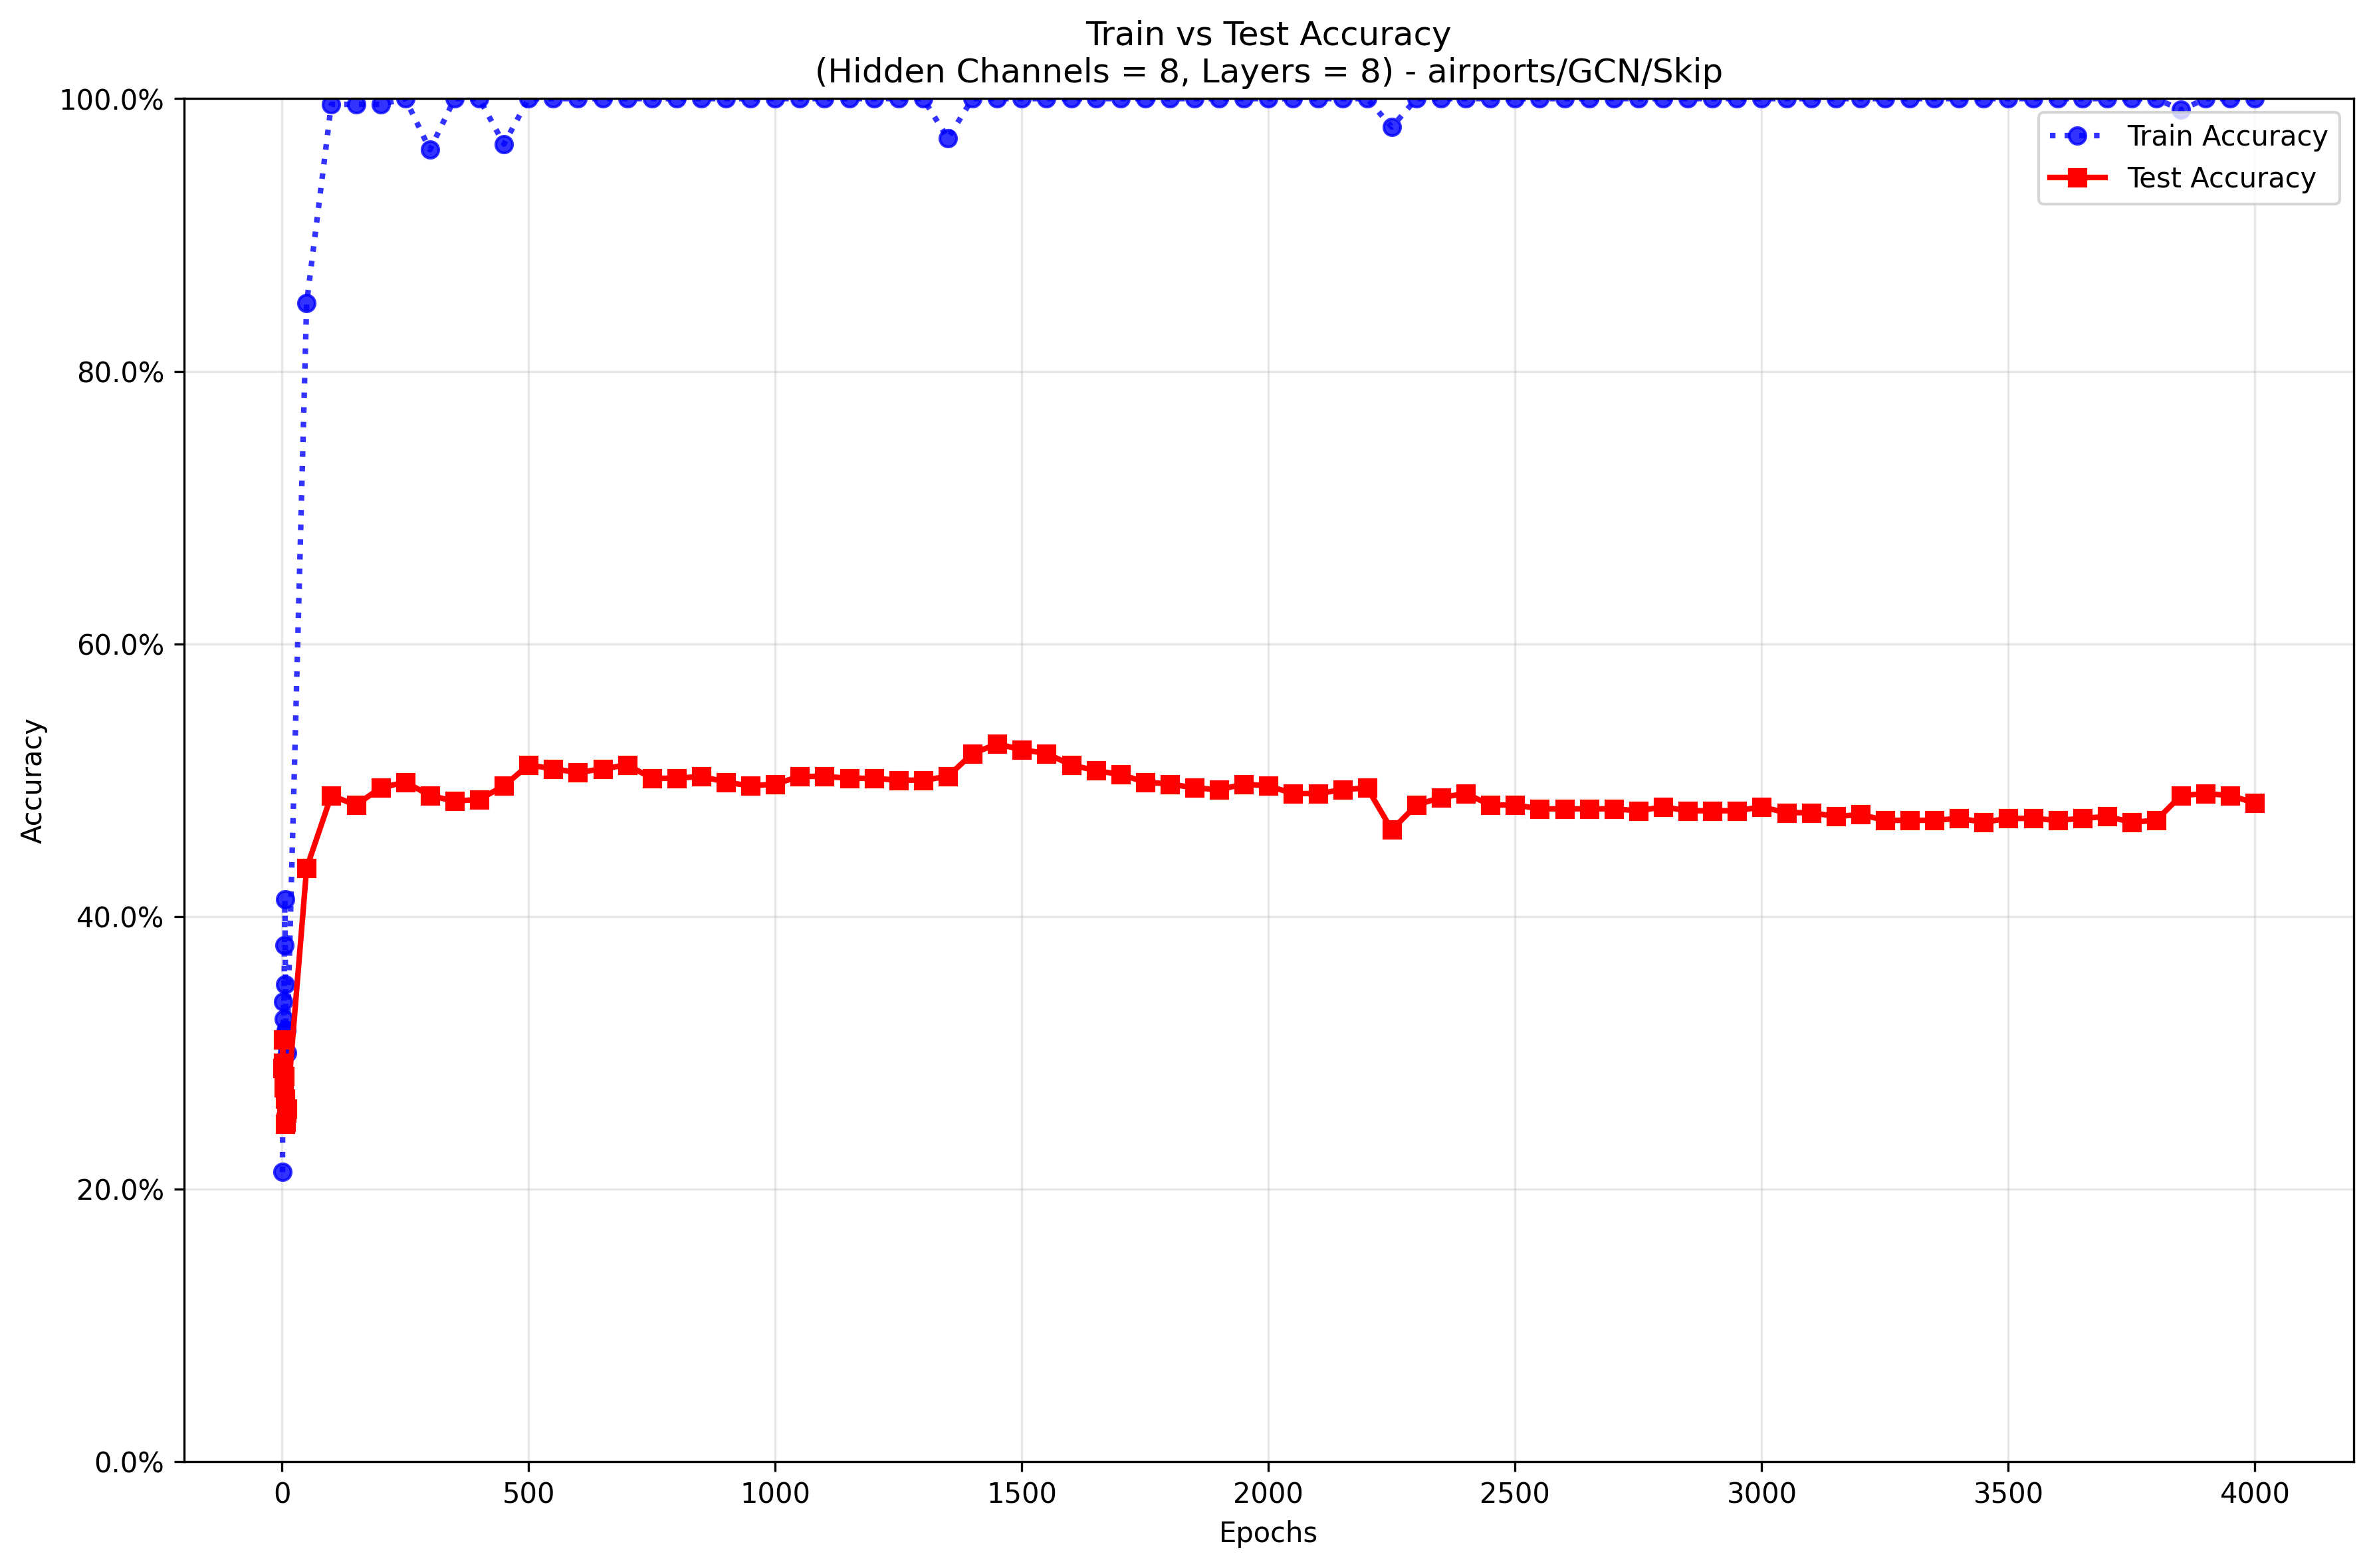 Train vs Test Accuracy
(Hidden Channels = 8, Layers = 8) - airports/GCN/Skip
100.0%
80.0%
60.0%
40.0%
20.0%
0.0%
Accuracy
Train Accuracy
Test Accuracy
0
500
1000
1500
2000
2500
3000
3500
4000
Epochs